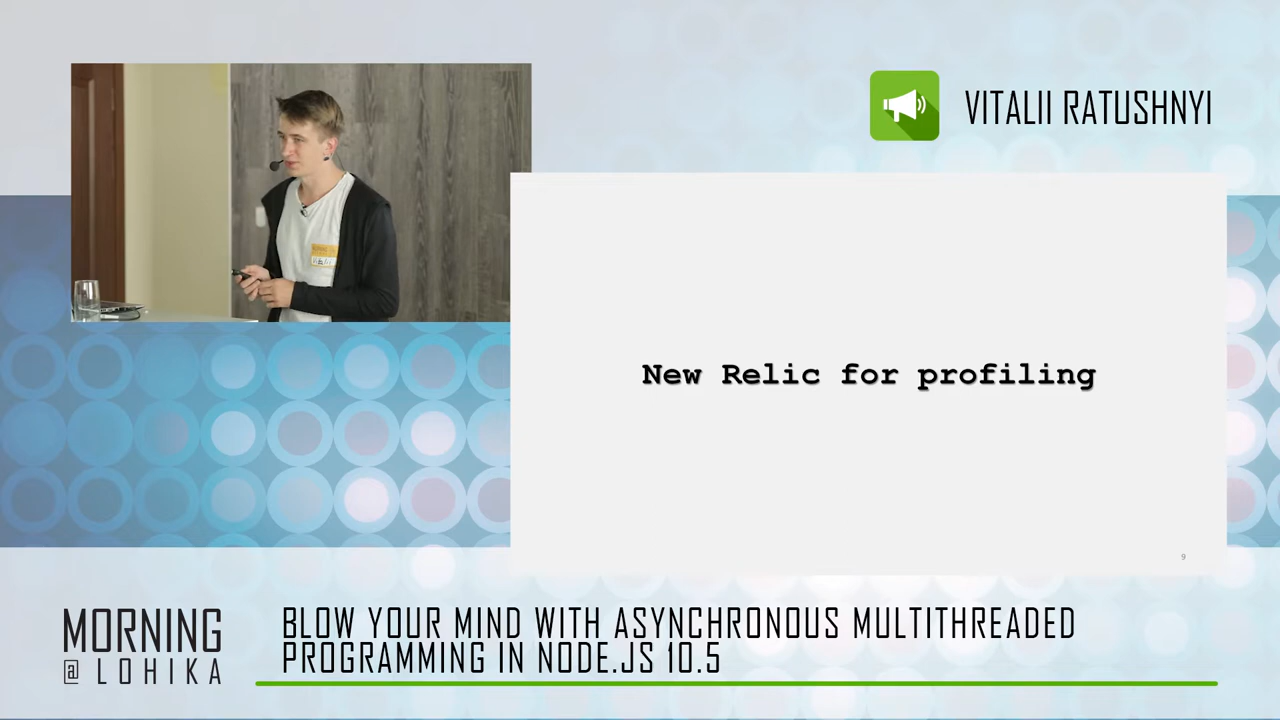 VITALII RATUSHNYI
New Relic for profiling
9
MORNING
@ LOHIKA
BLOW YOUR MIND WITH ASYNCHRONOUS MULTITHREADED
PROGRAMMING IN NODE.JS 10.5